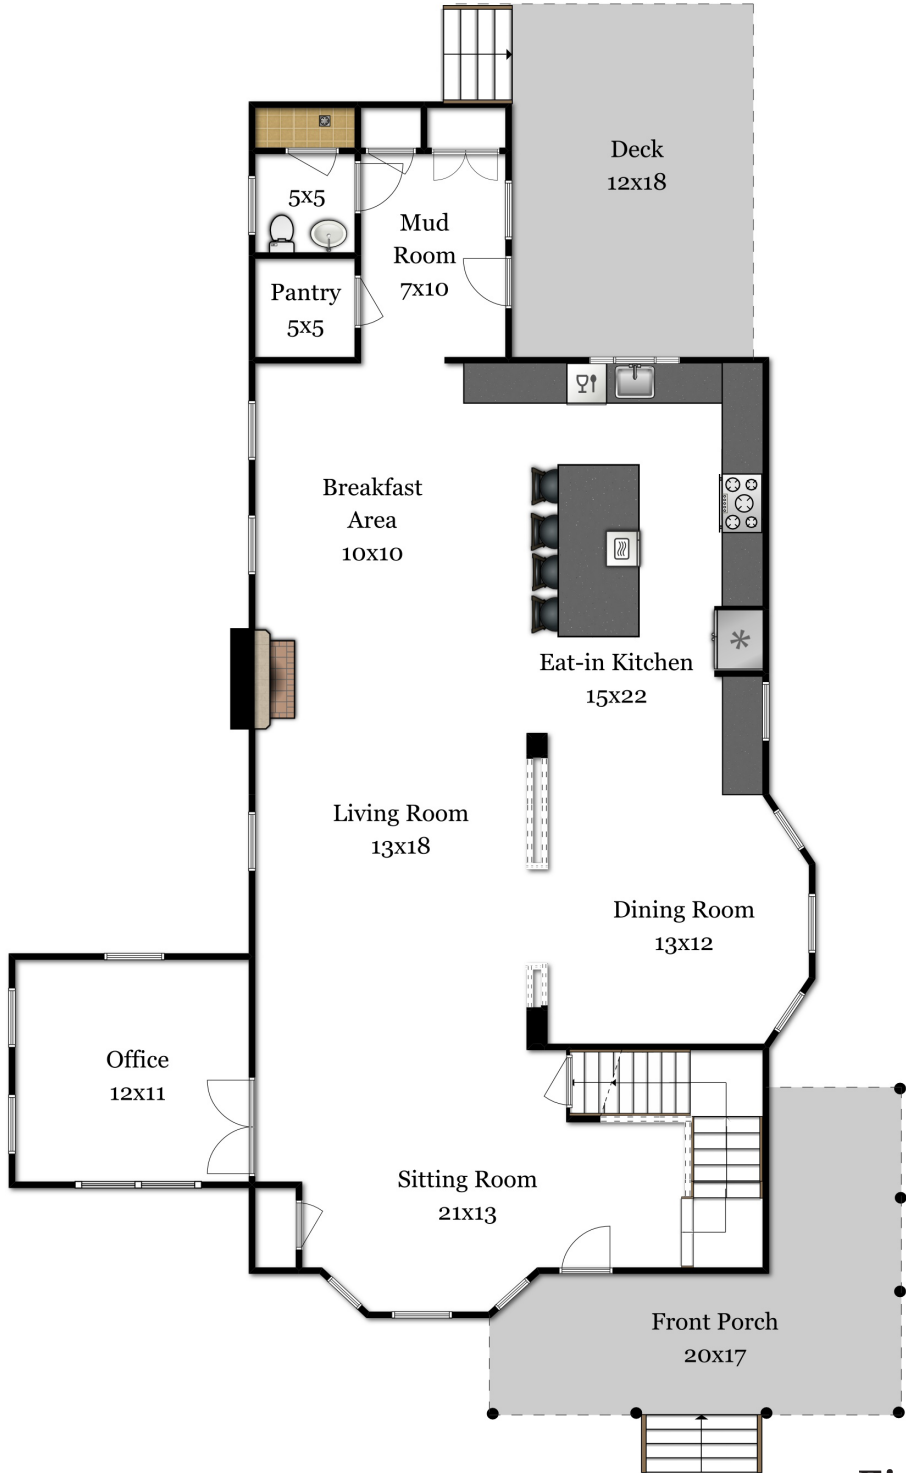 Deck
12x18
5x5
Mud
Room
7x10
Pantry
5x5
Breakfast
Area
10x10
Eat-in Kitchen
15x22
Living Room
13x18
Dining Room
13x12
Office
12x11
Sitting Room
21x13
Front Porch
20x17